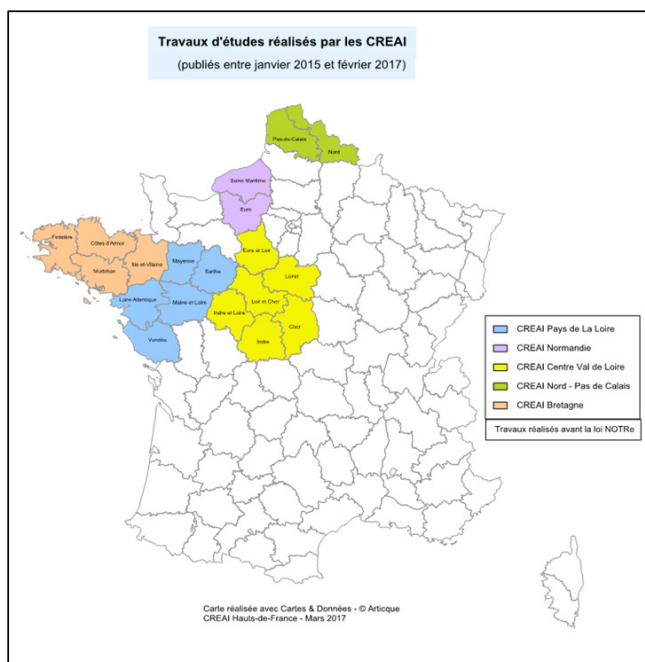 Travaux d'études réalisés par les CREAI
(publiés entre janvier 2015 et février 2017)
Pas-de-Calais
Nord
Seine Maritime
Eure
Eure et Loir
Finistère
Côtes d'Armor
Morbihan
Ille-et-Vilaine
Mayenne
Sarthe
Loiret
Loire Atlantique
Maine et Loire
Indre et Loire
Loir et Cher
Cher
Vendée
Indre
CREAI Pays de La Loire
CREAI Normandie
CREAI Centre Val de Loire
CREAI Nord - Pas de Calais
CREAI Bretagne
Travaux réalisés avant la loi NOTRe
Carte réalisée avec Cartes & Données - © Articque
CREAI Hauts-de-France - Mars 2017